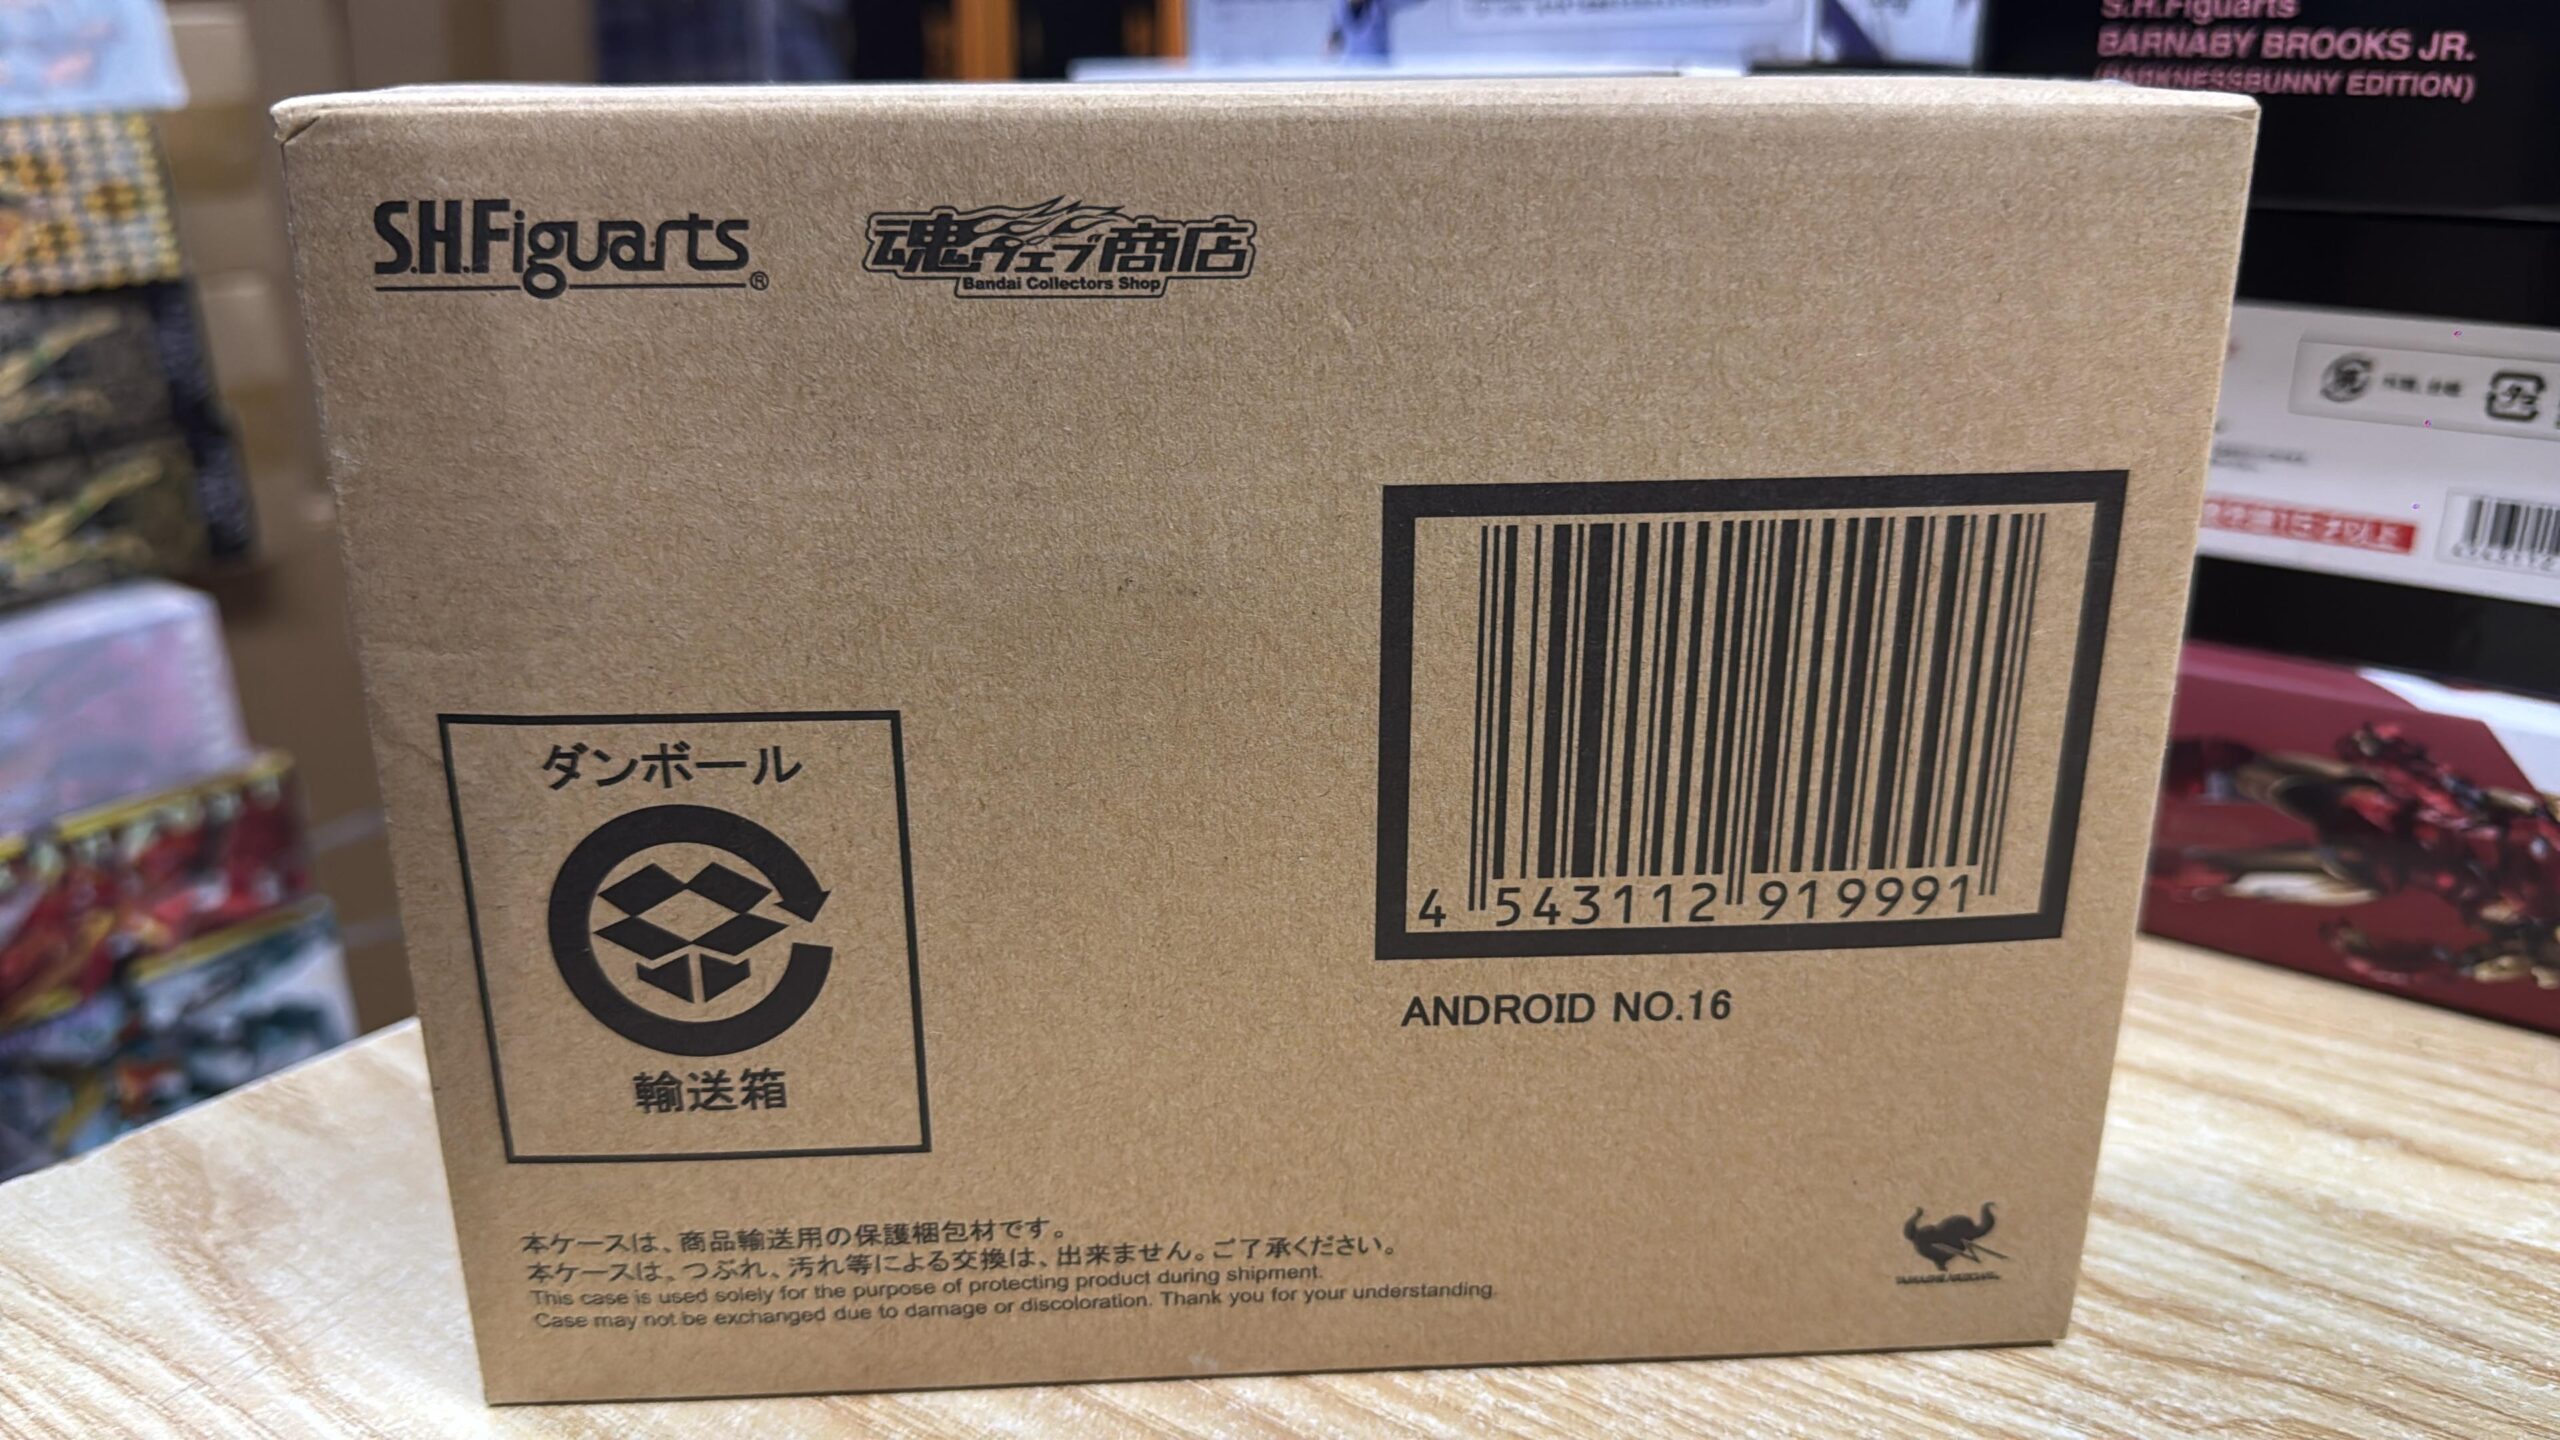 S.H.Figuarts
BARNABY BROOKS JR.
(DARKNESSBUNNY EDITION)
S.H.Figuarts®
魂ウェブ商店
Bandai Collectors Shop
4 543112 919991
ANDROID NO.16
ダンボール
輸送箱
本ケースは、商品輸送用の保護梱包材です。
本ケースは、つぶれ、汚れ等による交換は、出来ません。ご了承ください。
This case is used solely for the purpose of protecting product during shipment.
Case may not be exchanged due to damage or discoloration. Thank you for your understanding.